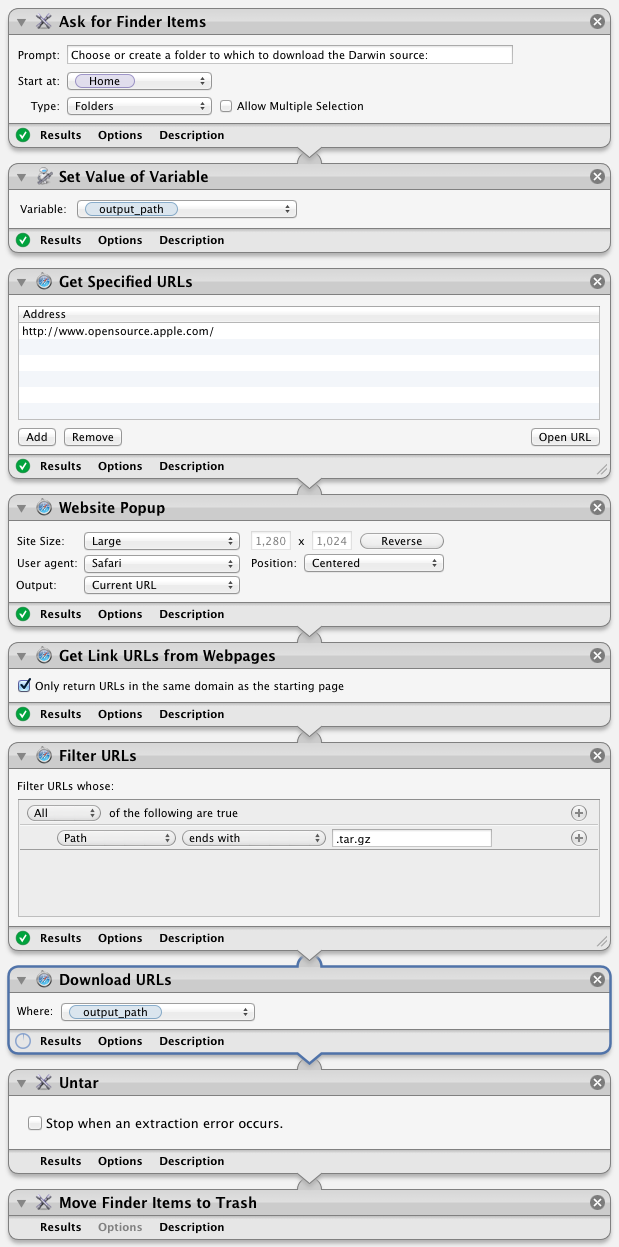 Ask for Finder Items
Prompt: Choose or create a folder to which to download the Darwin source:
Start at: Home
Type: Folders Allow Multiple Selection
Results Options Description
Set Value of Variable
Variable: output_path
Results Options Description
Get Specified URLs
Address
http://www.opensource.apple.com/
Add Remove Open URL
Results Options Description
Website Popup
Site Size: Large 1,280 x 1,024 Reverse
User agent: Safari Position: Centered
Output: Current URL
Results Options Description
Get Link URLs from Webpages
Only return URLs in the same domain as the starting page
Results Options Description
Filter URLs
Filter URLs whose:
All of the following are true
Path ends with .tar.gz
Results Options Description
Download URLs
Where: output_path
Results Options Description
Untar
Stop when an extraction error occurs.
Results Options Description
Move Finder Items to Trash
Results Options Description